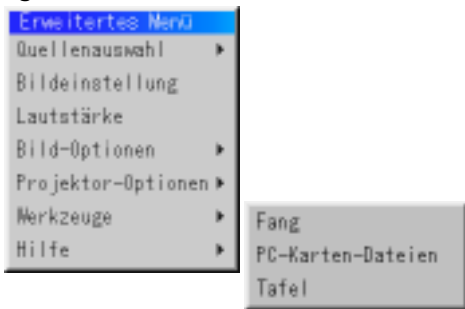 Erweitertes Menü
Quellenauswahl
Bildeinstellung
Lautstärke
Bild-Optionen
Projektor-Optionen
Werkzeuge
Hilfe
Fang
PC-Karten-Dateien
Tafel